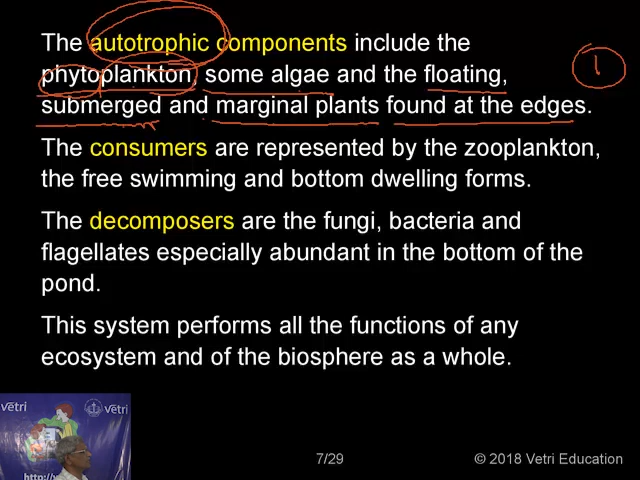 The autotrophic components include the
phytoplankton, some algae and the floating,
submerged and marginal plants found at the edges.
The consumers are represented by the zooplankton,
the free swimming and bottom dwelling forms.
The decomposers are the fungi, bacteria and
flagellates especially abundant in the bottom of the
pond.
This system performs all the functions of any
ecosystem and of the biosphere as a whole.
1
vetri
vetri
7/29
© 2018 Vetri Education